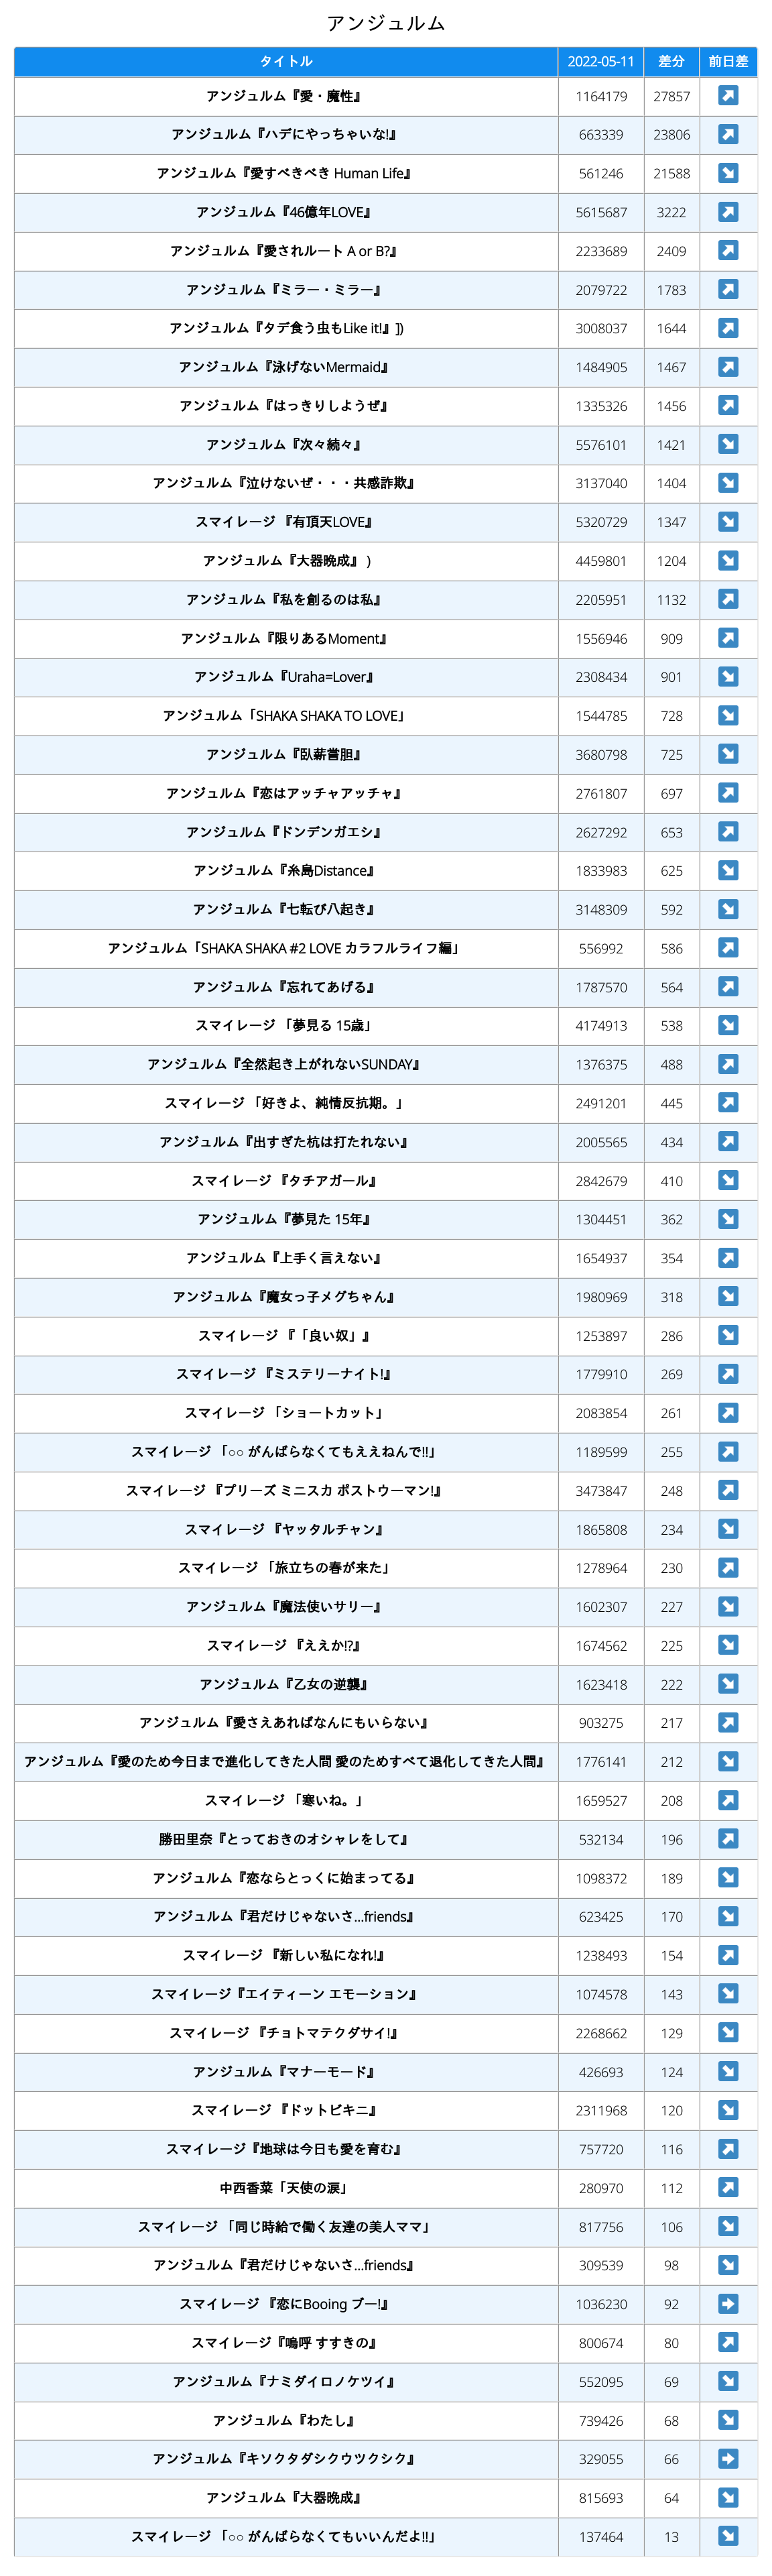 アンジュルム
タイトル 2022-05-11 差分 前日差
アンジュルム『愛・魔性』 1164179 27857 ↗
アンジュルム『ハデにやっちゃいな!』 663339 23806 ↗
アンジュルム『愛すべきべき Human Life』 561246 21588 ↘
アンジュルム『46億年LOVE』 5615687 3222 ↗
アンジュルム『愛されルート A or B?』 2233689 2409 ↗
アンジュルム『ミラー・ミラー』 2079722 1783 ↗
アンジュルム『タデ食う虫もLike it!』]) 3008037 1644 ↗
アンジュルム『泳げないMermaid』 1484905 1467 ↗
アンジュルム『はっきりしようぜ』 1335326 1456 ↗
アンジュルム『次々続々』 5576101 1421 ↘
アンジュルム『泣けないぜ・・・共感詐欺』 3137040 1404 ↘
スマイレージ 『有頂天LOVE』 5320729 1347 ↘
アンジュルム『大器晩成』 ) 4459801 1204 ↘
アンジュルム『私を創るのは私』 2205951 1132 ↗
アンジュルム『限りあるMoment』 1556946 909 ↗
アンジュルム『Uraha=Lover』 2308434 901 ↘
アンジュルム「SHAKA SHAKA TO LOVE」 1544785 728 ↘
アンジュルム『臥薪嘗胆』 3680798 725 ↘
アンジュルム『恋はアッチャアッチャ』 2761807 697 ↗
アンジュルム『ドンデンガエシ』 2627292 653 ↗
アンジュルム『糸島Distance』 1833983 625 ↘
アンジュルム『七転び八起き』 3148309 592 ↘
アンジュルム「SHAKA SHAKA #2 LOVE カラフルライフ編」 556992 586 ↗
アンジュルム『忘れてあげる』 1787570 564 ↗
スマイレージ 「夢見る 15歳」 4174913 538 ↘
アンジュルム『全然起き上がれないSUNDAY』 1376375 488 ↗
スマイレージ 「好きよ、純情反抗期。」 2491201 445 ↗
アンジュルム『出すぎた杭は打たれない』 2005565 434 ↗
スマイレージ 『タチアガール』 2842679 410 ↘
アンジュルム『夢見た 15年』 1304451 362 ↘
アンジュルム『上手く言えない』 1654937 354 ↗
アンジュルム『魔女っ子メグちゃん』 1980969 318 ↘
スマイレージ 『「良い奴」』 1253897 286 ↘
スマイレージ 『ミステリーナイト!』 1779910 269 ↗
スマイレージ 「ショートカット」 2083854 261 ↗
スマイレージ 「○○ がんばらなくてもええねんで!!」 1189599 255 ↗
スマイレージ 『プリーズ ミニスカ ポストウーマン!』 3473847 248 ↗
スマイレージ 『ヤッタルチャン』 1865808 234 ↘
スマイレージ 「旅立ちの春が来た」 1278964 230 ↗
アンジュルム『魔法使いサリー』 1602307 227 ↘
スマイレージ 『ええか!?』 1674562 225 ↘
アンジュルム『乙女の逆襲』 1623418 222 ↘
アンジュルム『愛さえあればなんにもいらない』 903275 217 ↗
アンジュルム『愛のため今日まで進化してきた人間 愛のためすべて退化してきた人間』 1776141 212 ↘
スマイレージ 「寒いね。」 1659527 208 ↗
勝田里奈『とっておきのオシャレをして』 532134 196 ↗
アンジュルム『恋ならとっくに始まってる』 1098372 189 ↘
アンジュルム『君だけじゃないさ...friends』 623425 170 ↘
スマイレージ 『新しい私になれ!』 1238493 154 ↗
スマイレージ『エイティーン エモーション』 1074578 143 ↘
スマイレージ 『チョトマテクダサイ!』 2268662 129 ↘
アンジュルム『マナーモード』 426693 124 ↘
スマイレージ 『ドットビキニ』 2311968 120 ↘
スマイレージ『地球は今日も愛を育む』 757720 116 ↗
中西香菜「天使の涙」 280970 112 ↗
スマイレージ 「同じ時給で働く友達の美人ママ」 817756 106 ↘
アンジュルム『君だけじゃないさ...friends』 309539 98 ↘
スマイレージ 『恋にBooing ブー!』 1036230 92 ➡
スマイレージ『嗚呼 すすきの』 800674 80 ↗
アンジュルム『ナミダイロノケツイ』 552095 69 ↘
アンジュルム『わたし』 739426 68 ↘
アンジュルム『キソクタダシクウツクシク』 329055 66 ➡
アンジュルム『大器晩成』 815693 64 ↘
スマイレージ 「○○ がんばらなくてもいいんだよ!!」 137464 13 ↘